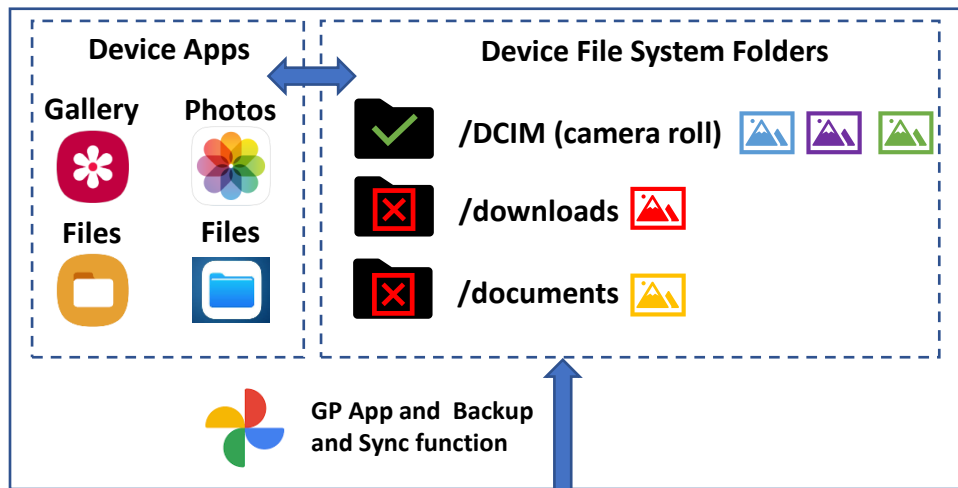 Device Apps
Device File System Folders
Gallery
Photos
Files
Files
/DCIM (camera roll)
/downloads
/documents
GP App and Backup
and Sync function